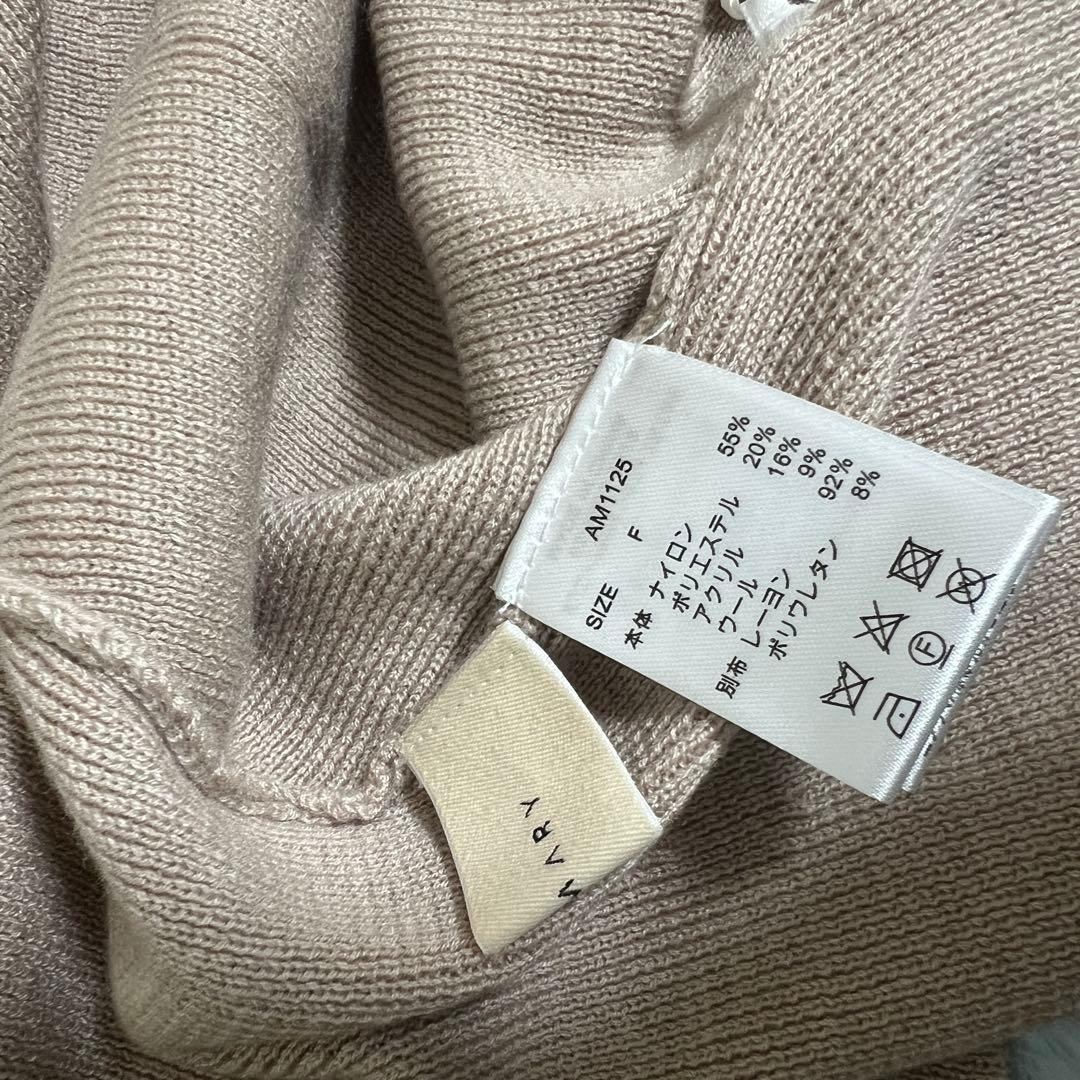 AM1125
SIZE F
本体 ナイロン 55%
ポリエステル 20%
アクリル 16%
ウール 9%
別布 レーヨン 92%
ポリウレタン 8%
F
ARY